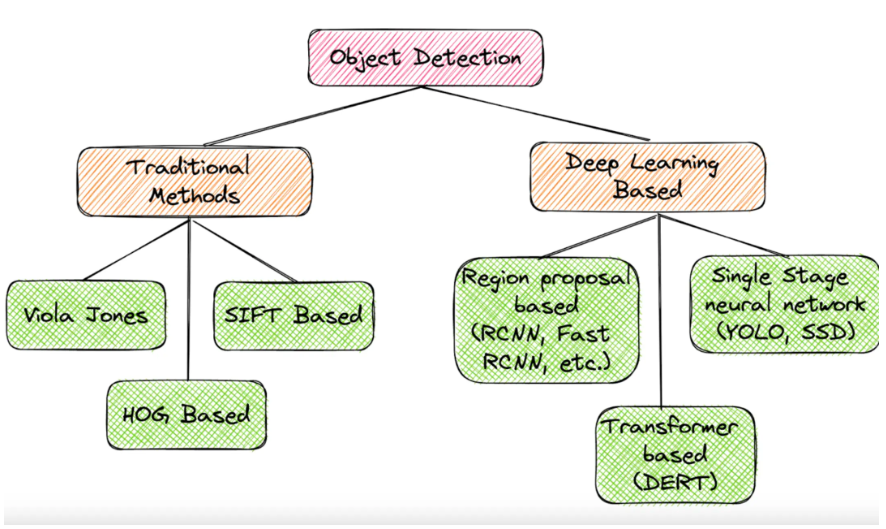 Object Detection
Traditional
Methods
Deep Learning
Based
Viola Jones
SIFT Based
HOG Based
Region proposal
based
(RCNN, Fast
RCNN, etc.)
Single Stage
neural network
(YOLO, SSD)
Transformer
based
(DERT)